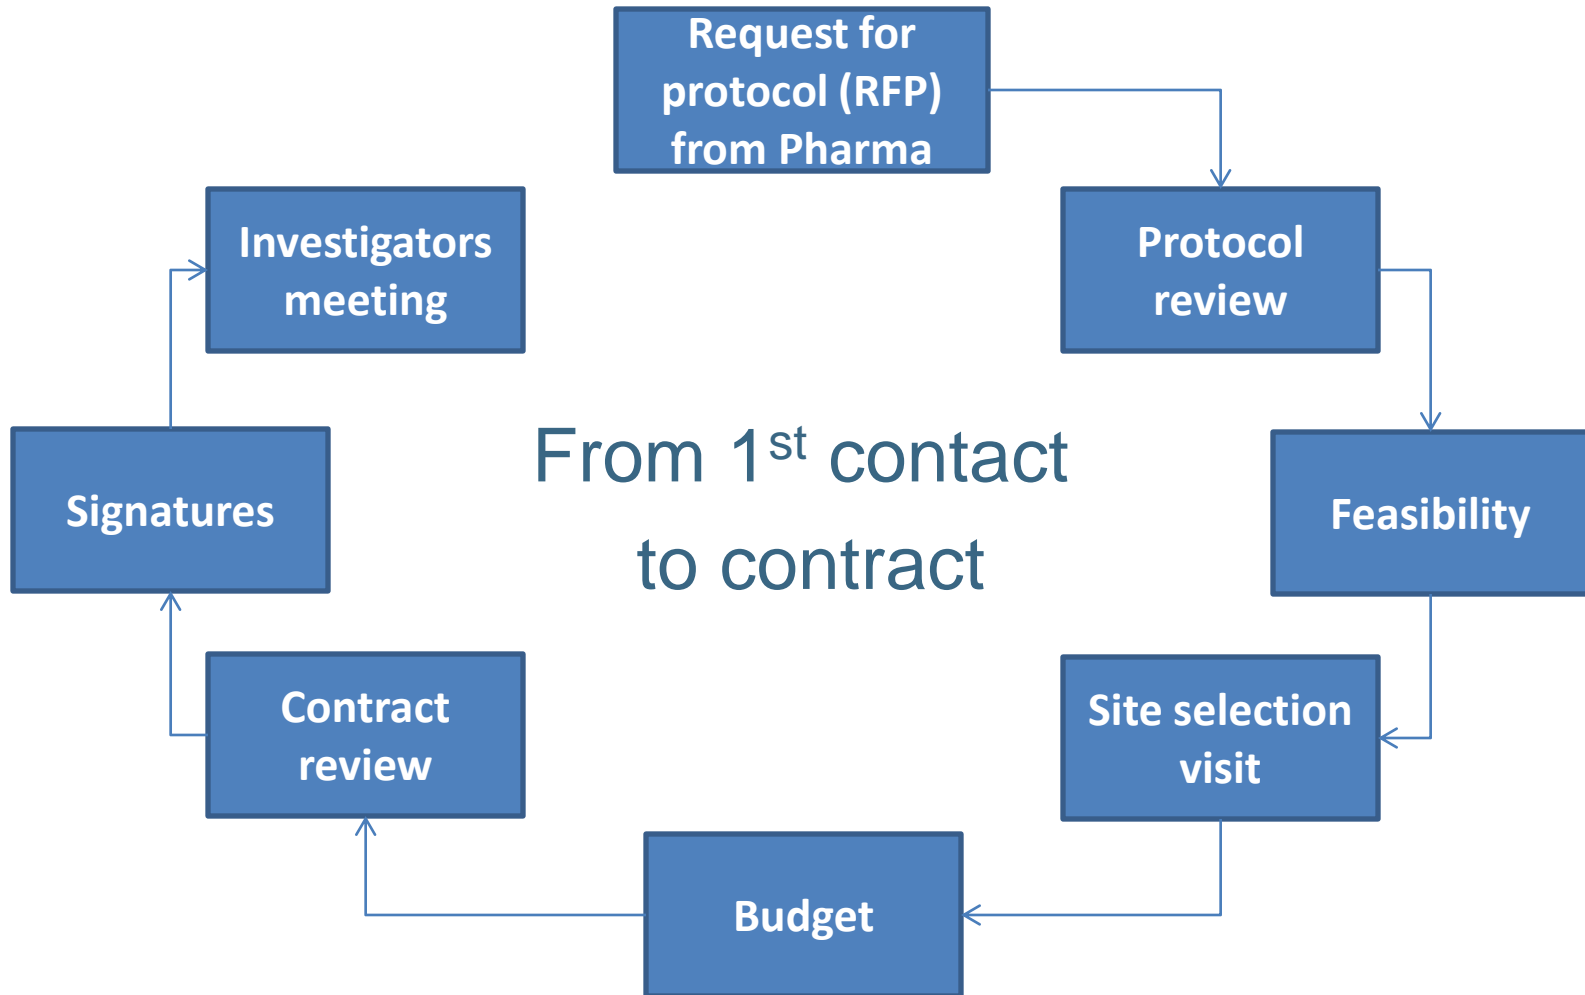 Request for
protocol (RFP)
from Pharma
Investigators
meeting
Protocol
review
From 1st contact
to contract
Signatures
Feasibility
Contract
review
Site selection
visit
Budget